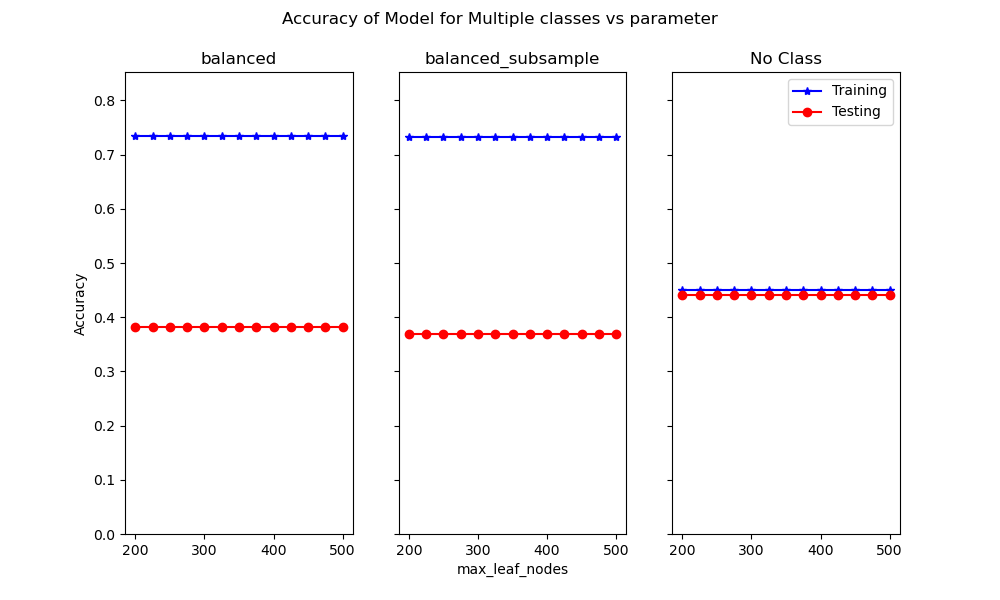 Accuracy of Model for Multiple classes vs parameter
balanced
balanced_subsample
No Class
Training
Testing
0.8
0.7
0.6
0.5
0.4
0.3
0.2
0.1
0.0
Accuracy
200 300 400 500
200 300 400 500
200 300 400 500
max_leaf_nodes